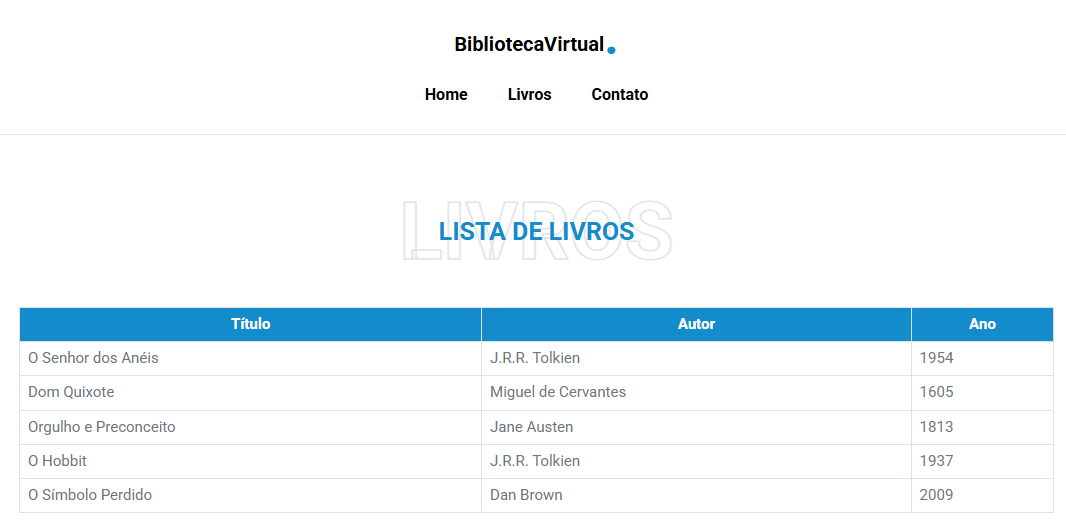 BibliotecaVirtual.
Home Livros Contato
LIVROS
LISTA DE LIVROS
Título Autor Ano
O Senhor dos Anéis J.R.R. Tolkien 1954
Dom Quixote Miguel de Cervantes 1605
Orgulho e Preconceito Jane Austen 1813
O Hobbit J.R.R. Tolkien 1937
O Símbolo Perdido Dan Brown 2009